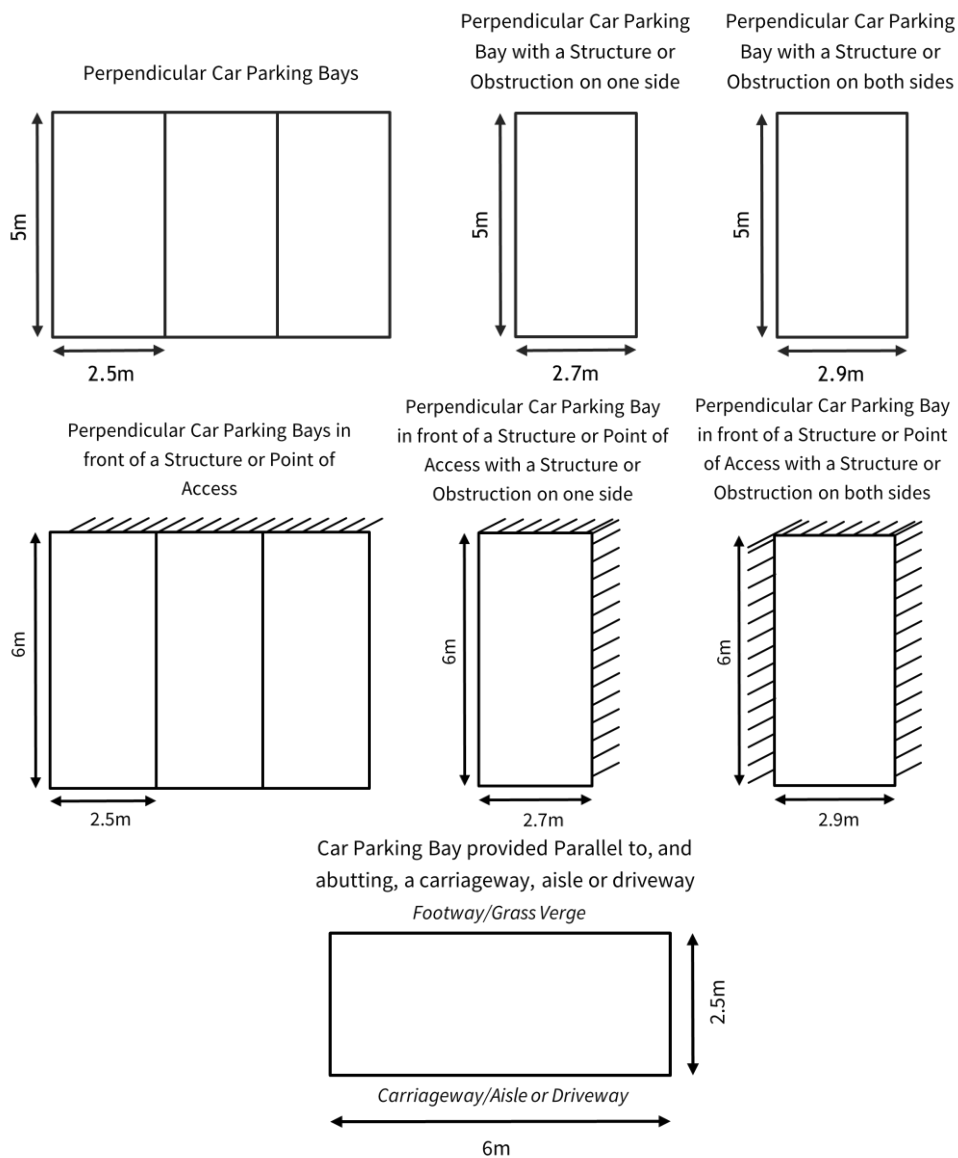 Perpendicular Car Parking Bays
5m
2.5m
Perpendicular Car Parking
Bay with a Structure or
Obstruction on one side
5m
2.7m
Perpendicular Car Parking
Bay with a Structure or
Obstruction on both sides
5m
2.9m
Perpendicular Car Parking Bays in
front of a Structure or Point of
Access
6m
2.5m
Perpendicular Car Parking Bay
in front of a Structure or Point of
Access with a Structure or
Obstruction on one side
6m
2.7m
Perpendicular Car Parking Bay
in front of a Structure or Point
of Access with a Structure or
Obstruction on both sides
6m
2.9m
Car Parking Bay provided Parallel to, and
abutting, a carriageway, aisle or driveway
Footway/Grass Verge
2.5m
Carriageway/Aisle or Driveway
6m